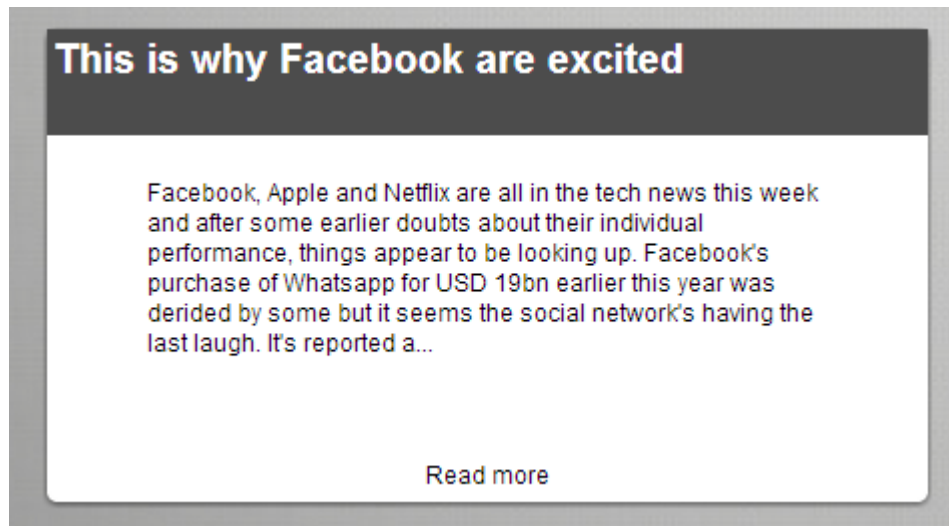 This is why Facebook are excited
Facebook, Apple and Netflix are all in the tech news this week
and after some earlier doubts about their individual
performance, things appear to be looking up. Facebook's
purchase of Whatsapp for USD 19bn earlier this year was
derided by some but it seems the social network's having the
last laugh. It's reported a...
Read more